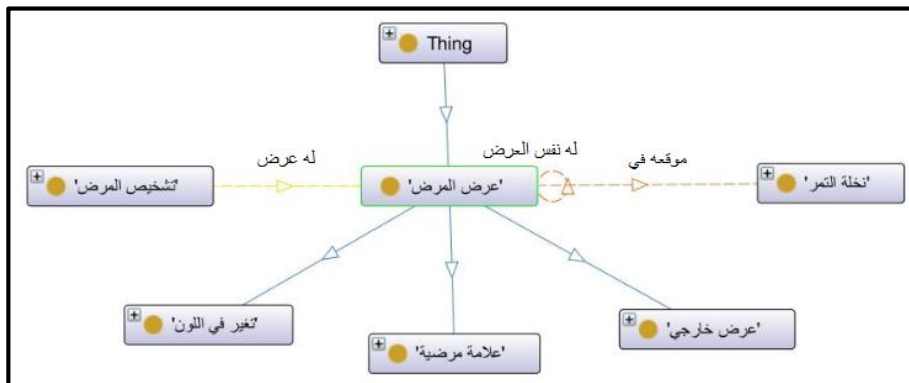 Thing
له نفس العرض
موقعه في
له عرض
'تشخيص المرض'
'عرض المرض'
'نخلة التمر'
'تغير في اللون'
'علامة مرضية'
'عرض خارجي'